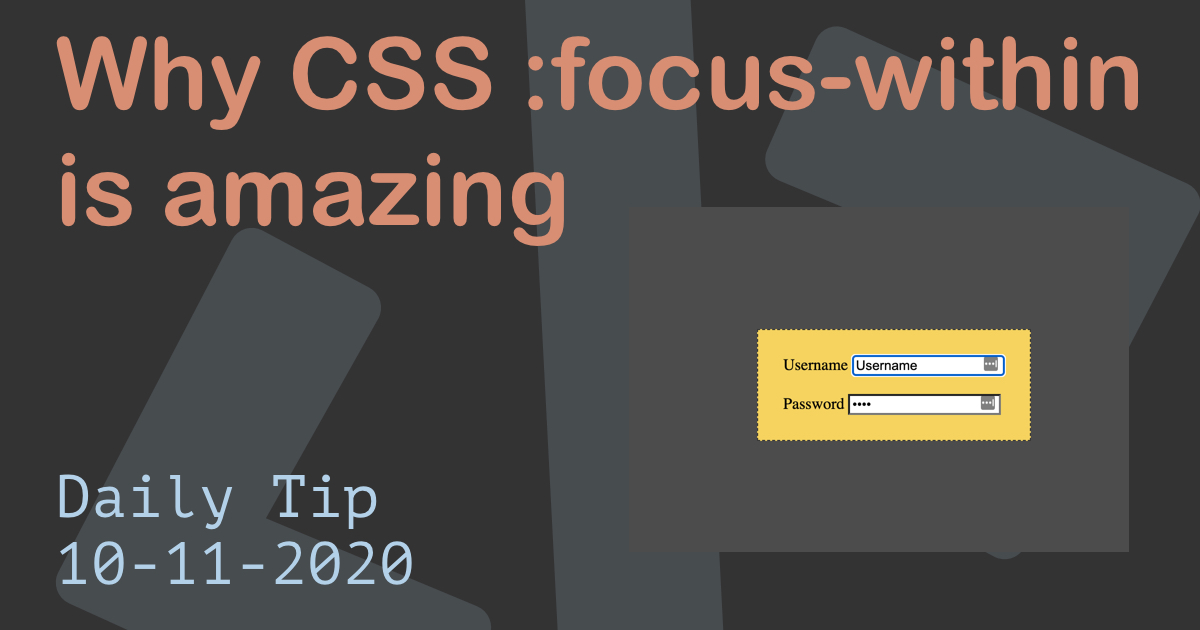 Why CSS :focus-within
is amazing
Username Username
Password ••••
Daily Tip
10-11-2020